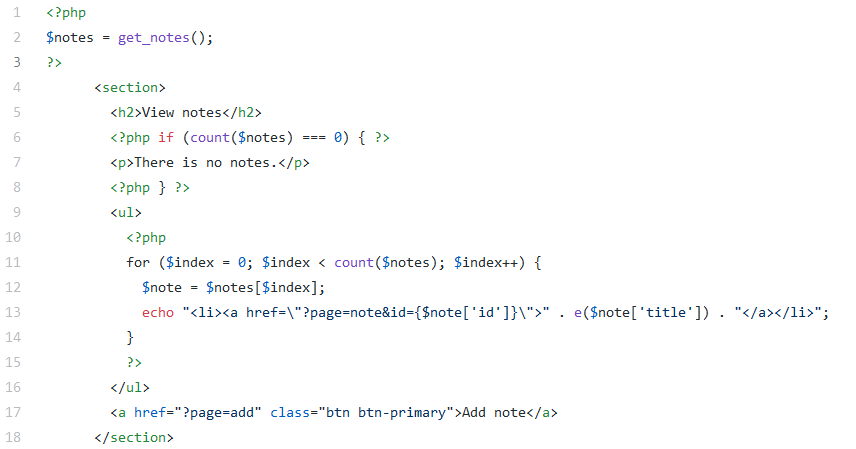 1 <?php
2 $notes = get_notes();
3 ?>
4       <section>
5         <h2>View notes</h2>
6         <?php if (count($notes) === 0) { ?>
7         <p>There is no notes.</p>
8         <?php } ?>
9         <ul>
10           <?php
11           for ($index = 0; $index < count($notes); $index++) {
12             $note = $notes[$index];
13             echo "<li><a href=\"?page=note&id={$note['id']}\">" . e($note['title']) . "</a></li>";
14           }
15           ?>
16         </ul>
17         <a href="?page=add" class="btn btn-primary">Add note</a>
18       </section>